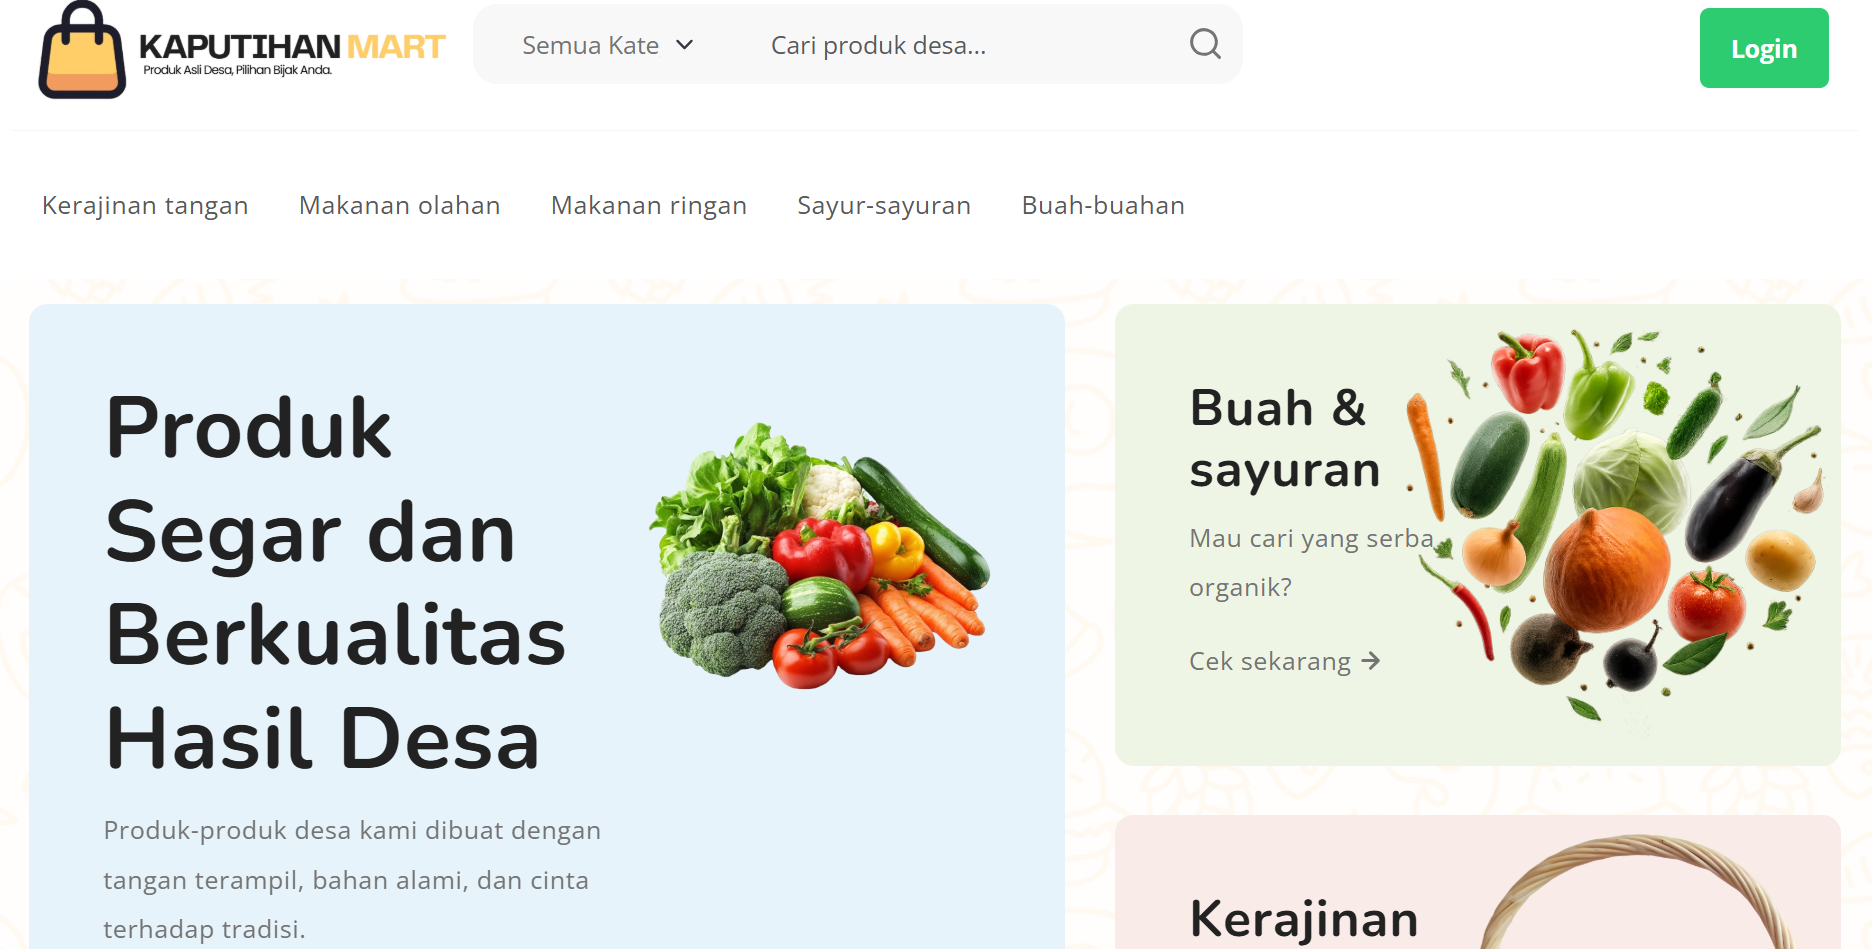 KAPUTIHAN MART
Produk Asli Desa, Pilihan Bijak Anda.
Semua Kate
Cari produk desa...
Login
Kerajinan tangan
Makanan olahan
Makanan ringan
Sayur-sayuran
Buah-buahan
Produk
Segar dan
Berkualitas
Hasil Desa
Produk-produk desa kami dibuat dengan
tangan terampil, bahan alami, dan cinta
terhadap tradisi.
Buah &
sayuran
Mau cari yang serba
organik?
Cek sekarang
Kerajinan